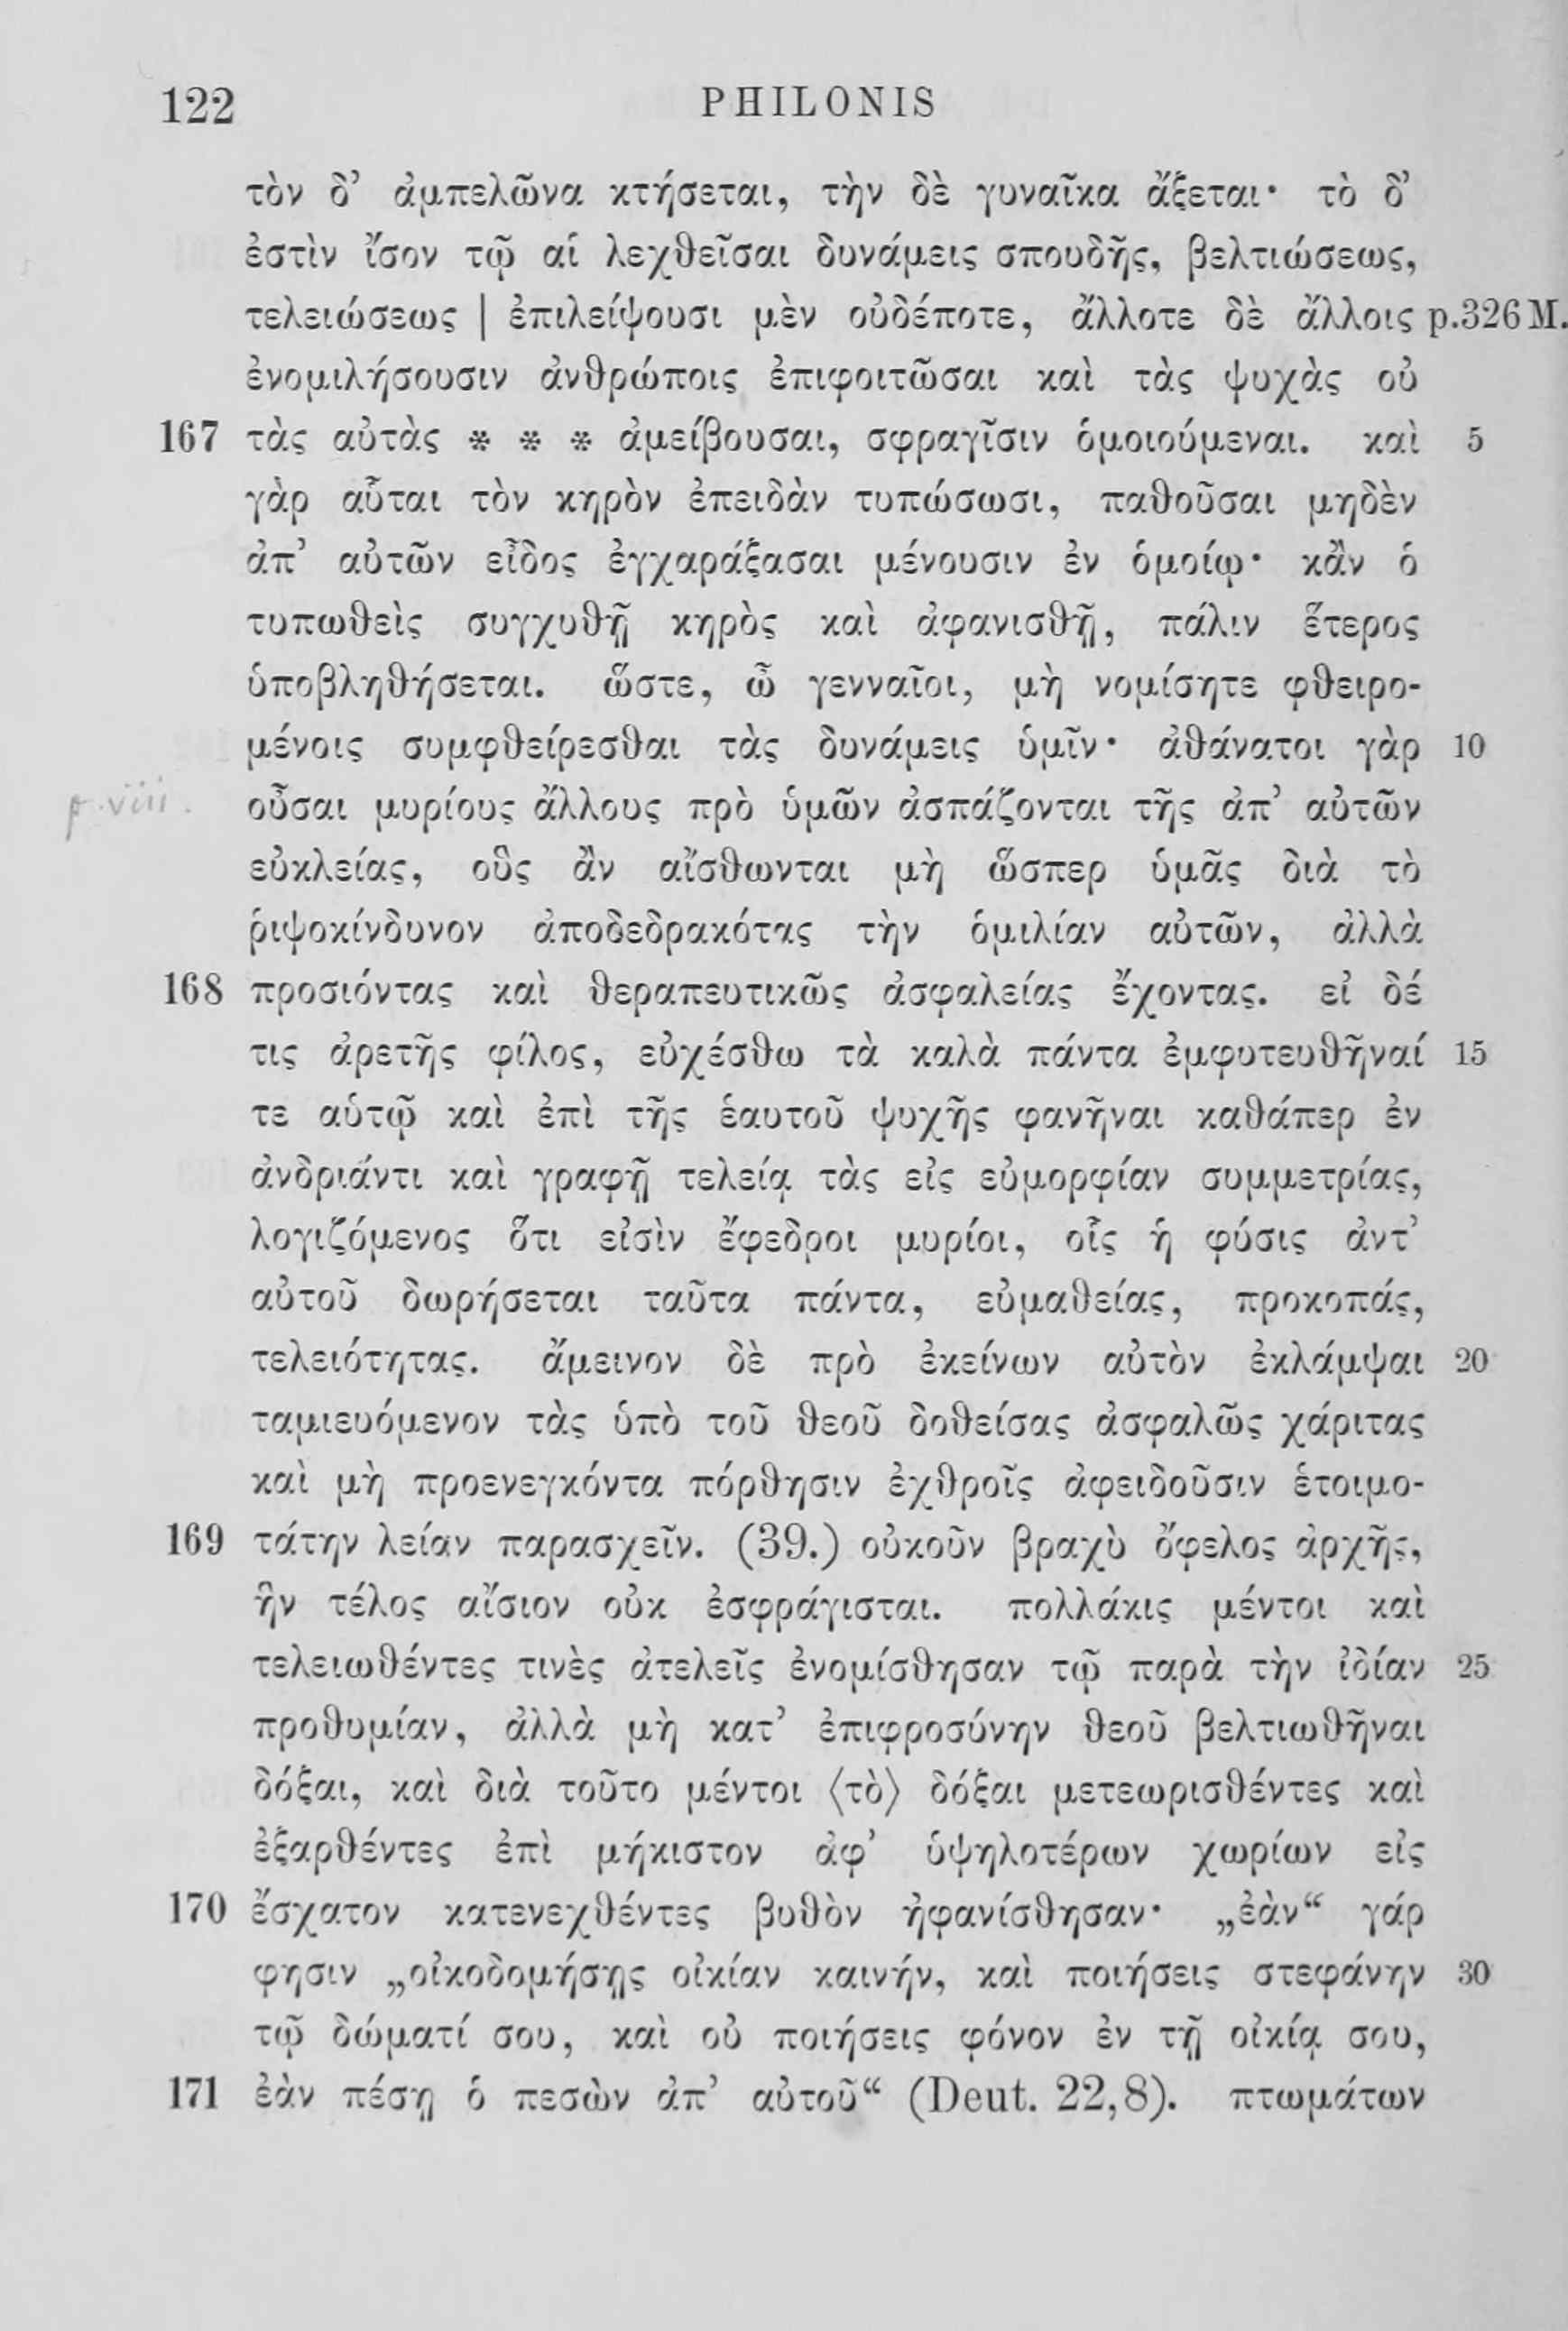 122 PHILONIS
τὸν δ’ ἀμπελῶνα κτήσεται, τὴν δὲ γυναῖκα ἄξεται· τὸ δ’
ἐστὶν ἴσον τῷ αἱ λεχθεῖσαι δυνάμεις σπουδῆς, βελτιώσεως,
τελειώσεως | ἐπιλείψουσι μὲν οὐδέποτε, ἄλλοτε δὲ ἄλλοις p.326 M.
ἐνομιλήσουσιν ἀνθρώποις ἐπιφοιτῶσαι καὶ τὰς ψυχὰς οὐ
167 τὰς αὐτὰς * * * ἀμείβουσαι, σφραγῖσιν ὁμοιούμεναι. καὶ 5
γὰρ αὗται τὸν κηρὸν ἐπειδὰν τυπώσωσι, παθοῦσαι μηδὲν
ἀπ’ αὐτῶν εἶδος ἐγχαράξασαι μένουσιν ἐν ὁμοίῳ· κἂν ὁ
τυπωθεὶς συγχυθῇ κηρὸς καὶ ἀφανισθῇ, πάλιν ἕτερος
ὑποβληθήσεται. ὥστε, ὦ γενναῖοι, μὴ νομίσητε φθειρο-
μένοις συμφθείρεσθαι τὰς δυνάμεις ὑμῖν· ἀθάνατοι γὰρ 10
p. viii. οὖσαι μυρίους ἄλλους πρὸ ὑμῶν ἀσπάζονται τῆς ἀπ’ αὐτῶν
εὐκλείας, οὓς ἂν αἴσθωνται μὴ ὥσπερ ὑμᾶς διὰ τὸ
ῥιψοκίνδυνον ἀποδεδρακότας τὴν ὁμιλίαν αὐτῶν, ἀλλὰ
168 προσιόντας καὶ θεραπευτικῶς ἀσφαλείας ἔχοντας. εἰ δέ
τις ἀρετῆς φίλος, εὐχέσθω τὰ καλὰ πάντα ἐμφυτευθῆναί 15
τε αὑτῷ καὶ ἐπὶ τῆς ἑαυτοῦ ψυχῆς φανῆναι καθάπερ ἐν
ἀνδριάντι καὶ γραφῇ τελείᾳ τὰς εἰς εὐμορφίαν συμμετρίας,
λογιζόμενος ὅτι εἰσὶν ἔφεδροι μυρίοι, οἷς ἡ φύσις ἀντ’
αὐτοῦ δωρήσεται ταῦτα πάντα, εὐμαθείας, προκοπάς,
τελειότητας. ἄμεινον δὲ πρὸ ἐκείνων αὐτὸν ἐκλάμψαι 20
ταμιευόμενον τὰς ὑπὸ τοῦ θεοῦ δοθείσας ἀσφαλῶς χάριτας
καὶ μὴ προενεγκόντα πόρθησιν ἐχθροῖς ἀφειδοῦσιν ἑτοιμο-
169 τάτην λείαν παρασχεῖν. (39.) οὐκοῦν βραχὺ ὄφελος ἀρχῆς,
ἣν τέλος αἴσιον οὐκ ἐσφράγισται. πολλάκις μέντοι καὶ
τελειωθέντες τινὲς ἀτελεῖς ἐνομίσθησαν τῷ παρὰ τὴν ἰδίαν 25
προθυμίαν, ἀλλὰ μὴ κατ’ ἐπιφροσύνην θεοῦ βελτιωθῆναι
δόξαι, καὶ διὰ τοῦτο μέντοι ⟨τὸ⟩ δόξαι μετεωρισθέντες καὶ
ἐξαρθέντες ἐπὶ μήκιστον ἀφ’ ὑψηλοτέρων χωρίων εἰς
170 ἔσχατον κατενεχθέντες βυθὸν ἠφανίσθησαν· „ἐὰν“ γάρ
φησιν „οἰκοδομήσῃς οἰκίαν καινήν, καὶ ποιήσεις στεφάνην 30
τῷ δώματί σου, καὶ οὐ ποιήσεις φόνον ἐν τῇ οἰκίᾳ σου,
171 ἐὰν πέσῃ ὁ πεσὼν ἀπ’ αὐτοῦ“ (Deut. 22,8). πτωμάτων